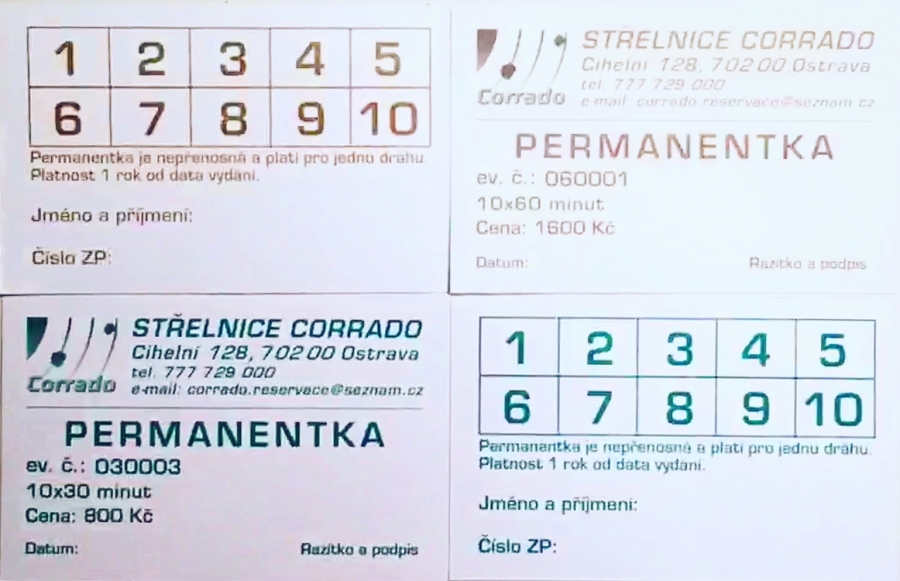 1 2 3 4 5
6 7 8 9 10
Permanentka je nepřenosná a platí pro jednu dráhu.
Platnost 1 rok od data vydání.
Jméno a příjmení:
Číslo ZP:
Corrado
STŘELNICE CORRADO
Cihelní 128, 702 00 Ostrava
tel. 777 729 000
e-mail: corrado.reservace@seznam.cz
PERMANENTKA
ev. č.: 060001
10x60 minut
Cena: 1600 Kč
Datum: Razítko a podpis
Corrado
STŘELNICE CORRADO
Cihelní 128, 702 00 Ostrava
tel. 777 729 000
e-mail: corrado.reservace@seznam.cz
PERMANENTKA
ev. č.: 030003
10x30 minut
Cena: 800 Kč
Datum: Razítko a podpis
1 2 3 4 5
6 7 8 9 10
Permanentka je nepřenosná a platí pro jednu dráhu.
Platnost 1 rok od data vydání.
Jméno a příjmení:
Číslo ZP: